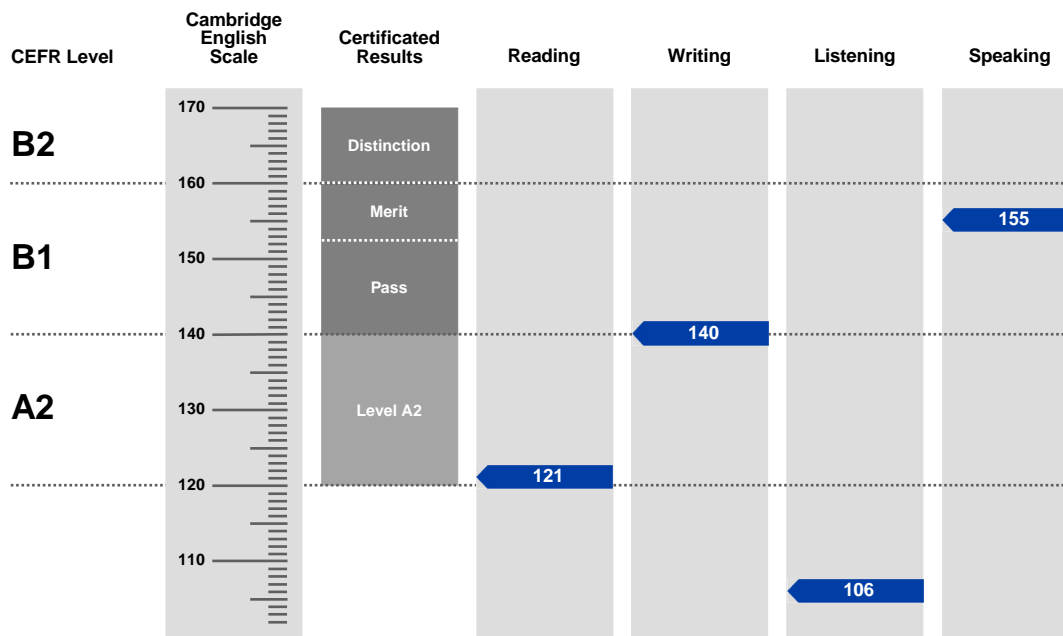 CEFR Level
Cambridge
English
Scale
Certificated
Results
Reading
Writing
Listening
Speaking
170
B2
Distinction
160
Merit
155
B1
150
Pass
140
140
A2
130
Level A2
121
120
110
106